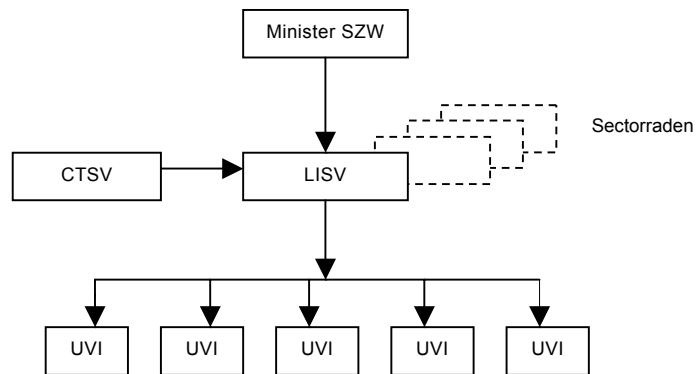 Minister SZW
Sectorraden
CTSV
LISV
UVI
UVI
UVI
UVI
UVI